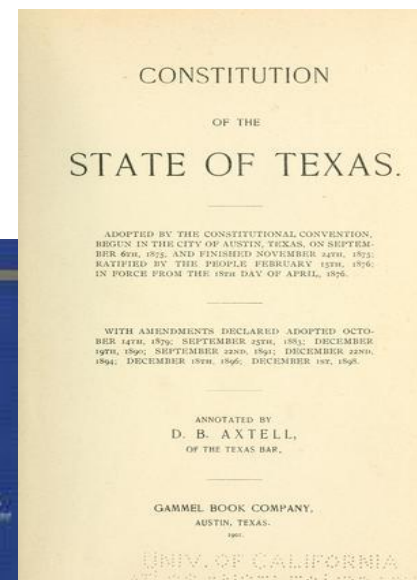 CONSTITUTION
OF THE
STATE OF TEXAS.
ADOPTED BY THE CONSTITUTIONAL CONVENTION,
BEGUN IN THE CITY OF AUSTIN, TEXAS, ON SEPTEM-
BER 6TH, 1875, AND FINISHED NOVEMBER 24TH, 1875;
RATIFIED BY THE PEOPLE FEBRUARY 15TH, 1876;
IN FORCE FROM THE 18TH DAY OF APRIL, 1876.
WITH AMENDMENTS DECLARED ADOPTED OCTO-
BER 14TH, 1879; SEPTEMBER 25TH, 1883; DECEMBER
19TH, 1890; SEPTEMBER 22ND, 1891; DECEMBER 22ND,
1894; DECEMBER 18TH, 1896; DECEMBER 1ST, 1898.
ANNOTATED BY
D. B. AXTELL,
OF THE TEXAS BAR,
GAMMEL BOOK COMPANY,
AUSTIN, TEXAS.
1901.
UNIV. OF CALIFORNIA